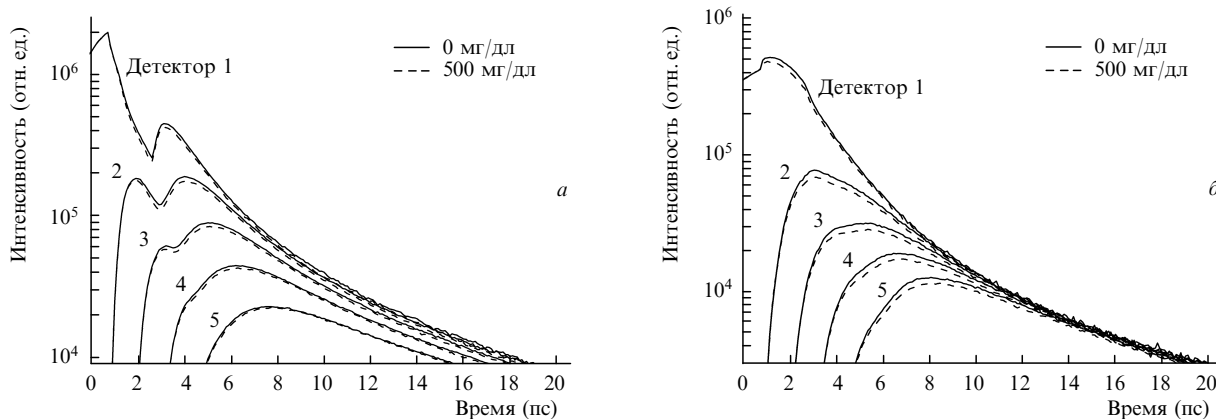 10⁶
10⁵
10⁴
Интенсивность (отн. ед.)
0 мг/дл
500 мг/дл
Детектор 1
2
3
4
5
а
0 2 4 6 8 10 12 14 16 18 20
Время (пс)
10⁶
10⁵
10⁴
Интенсивность (отн. ед.)
0 мг/дл
500 мг/дл
Детектор 1
2
3
4
5
б
0 2 4 6 8 10 12 14 16 18 20
Время (пс)